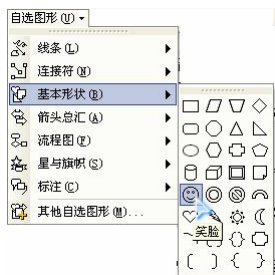 自选图形(U)
线条(L)
连接符(N)
基本形状(B)
箭头总汇(A)
流程图(F)
星与旗帜(S)
标注(C)
其他自选图形(M)...
笑脸